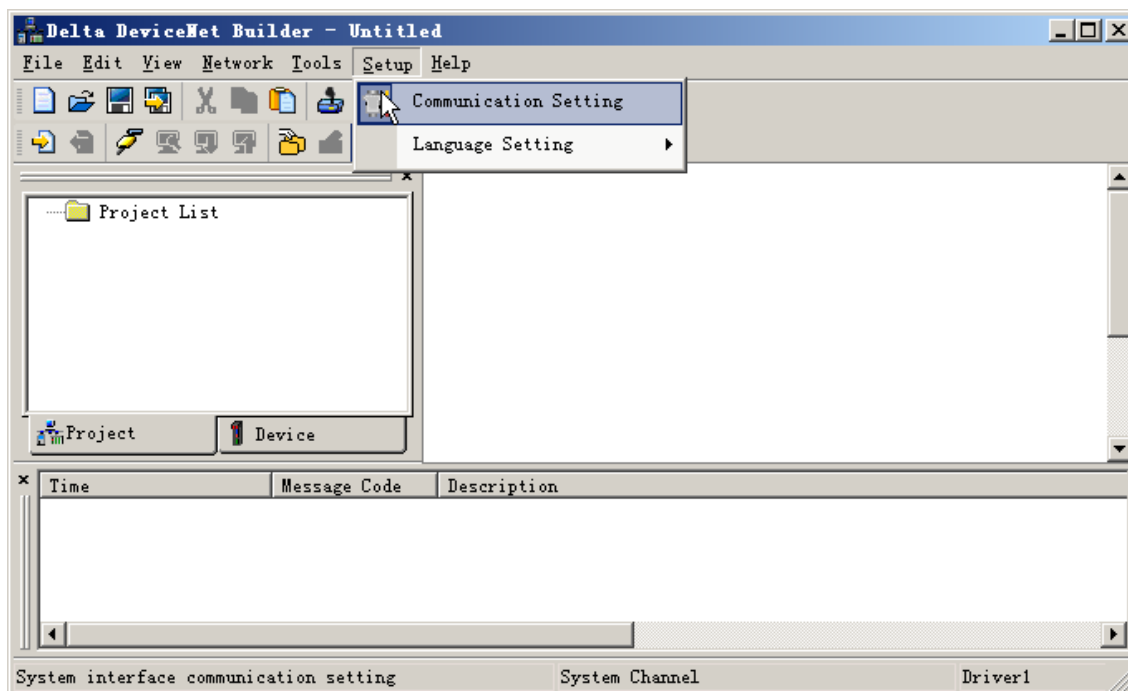 Delta DeviceNet Builder - Untitled
File Edit View Network Tools Setup Help
Communication Setting
Language Setting
Project List
Project Device
Time Message Code Description
System interface communication setting System Channel Driver1